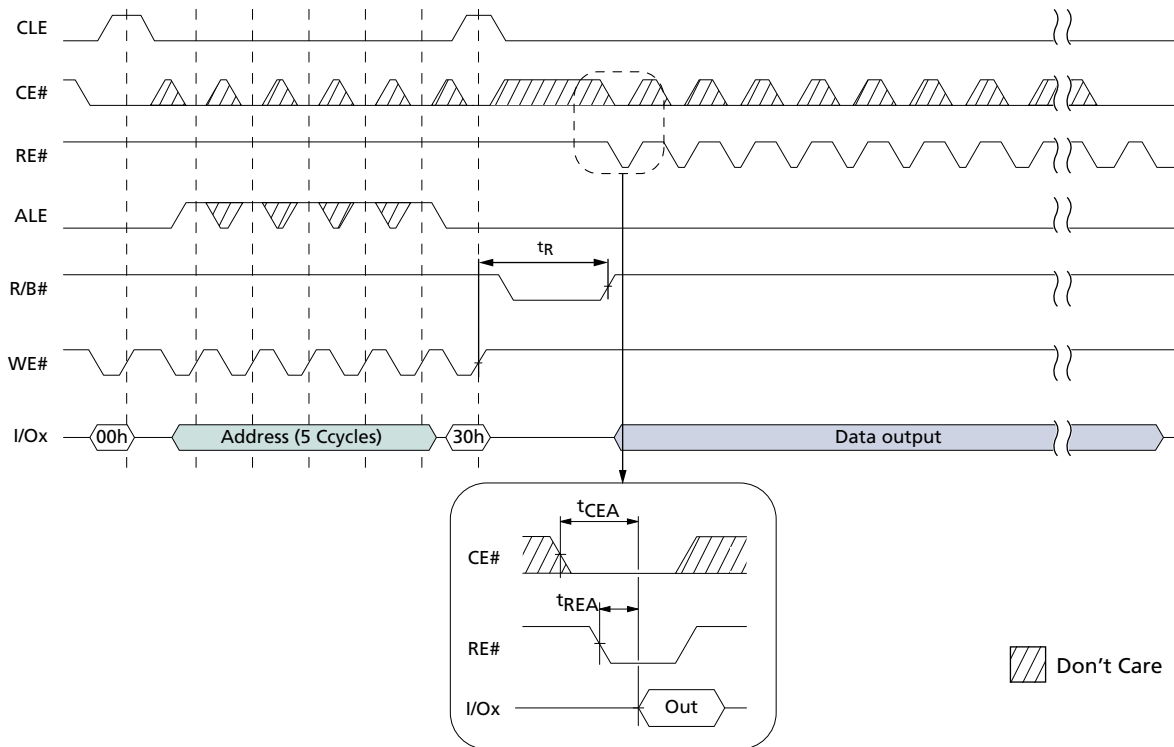 CLE
CE#
RE#
ALE
tR
R/B#
WE#
I/Ox
00h
Address (5 Ccycles)
30h
Data output
tCEA
CE#
tREA
RE#
I/Ox
Out
Don't Care